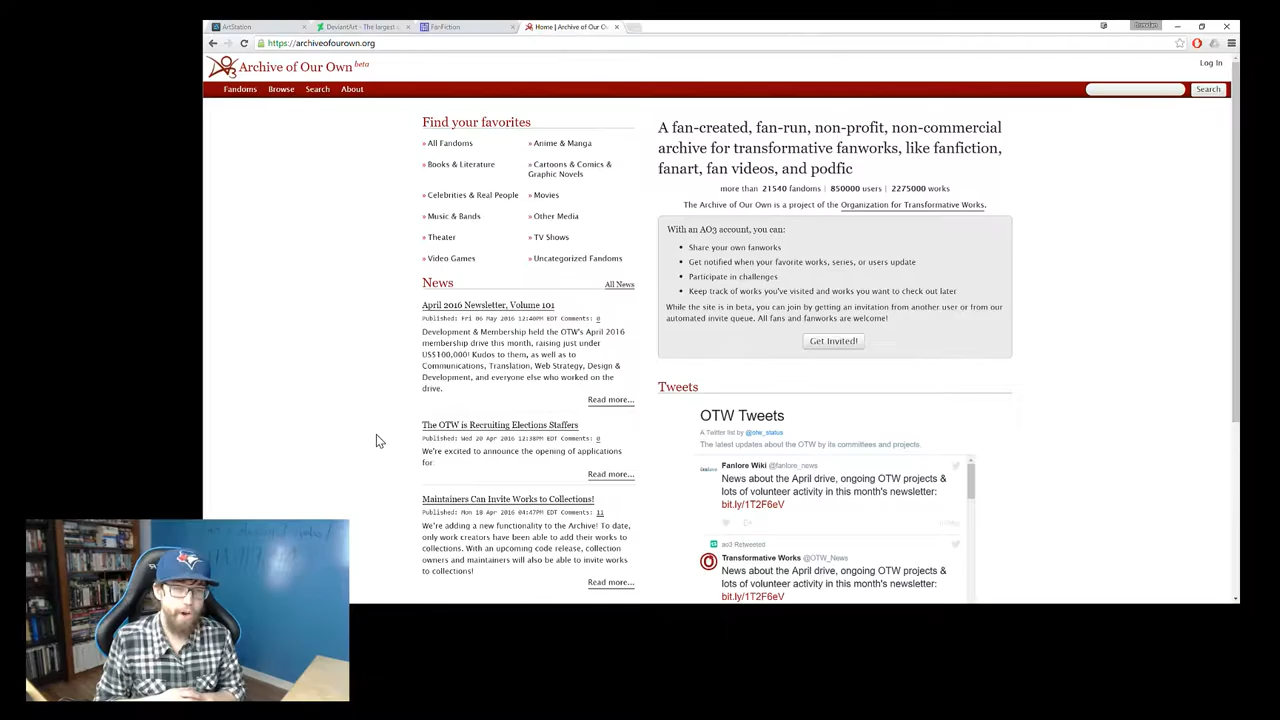 ArtStation
DeviantArt - The largest o
FanFiction
Home | Archive of Our Ow
https://archiveofourown.org
Archive of Our Own beta
Log In
Fandoms Browse Search About
Search
Find your favorites
» All Fandoms
» Anime & Manga
» Books & Literature
» Cartoons & Comics &
Graphic Novels
» Celebrities & Real People
» Movies
» Music & Bands
» Other Media
» Theater
» TV Shows
» Video Games
» Uncategorized Fandoms
News
All News
April 2016 Newsletter, Volume 101
Published: Fri 06 May 2016 12:40PM EDT Comments: 0
Development & Membership held the OTW's April 2016
membership drive this month, raising just under
US$100,000! Kudos to them, as well as to
Communications, Translation, Web Strategy, Design &
Development, and everyone else who worked on the
drive.
Read more...
The OTW is Recruiting Elections Staffers
Published: Wed 20 Apr 2016 12:38PM EDT Comments: 0
We're excited to announce the opening of applications
for:
Read more...
Maintainers Can Invite Works to Collections!
Published: Mon 18 Apr 2016 04:47PM EDT Comments: 11
We're adding a new functionality to the Archive! To date,
only work creators have been able to add their works to
collections. With an upcoming code release, collection
owners and maintainers will also be able to invite works
to collections!
Read more...
A fan-created, fan-run, non-profit, non-commercial
archive for transformative fanworks, like fanfiction,
fanart, fan videos, and podfic
more than 21540 fandoms | 850000 users | 2275000 works
The Archive of Our Own is a project of the Organization for Transformative Works.
With an AO3 account, you can:
• Share your own fanworks
• Get notified when your favorite works, series, or users update
• Participate in challenges
• Keep track of works you've visited and works you want to check out later
While the site is in beta, you can join by getting an invitation from another user or from our
automated invite queue. All fans and fanworks are welcome!
Get Invited!
Tweets
OTW Tweets
A Twitter list by @otw_status
The latest updates about the OTW by its committees and projects.
Fanlore Wiki @fanlore_news
News about the April drive, ongoing OTW projects &
lots of volunteer activity in this month's newsletter:
bit.ly/1T2F6eV
ao3 Retweeted
Transformative Works @OTW_News
News about the April drive, ongoing OTW projects &
lots of volunteer activity in this month's newsletter:
bit.ly/1T2F6eV